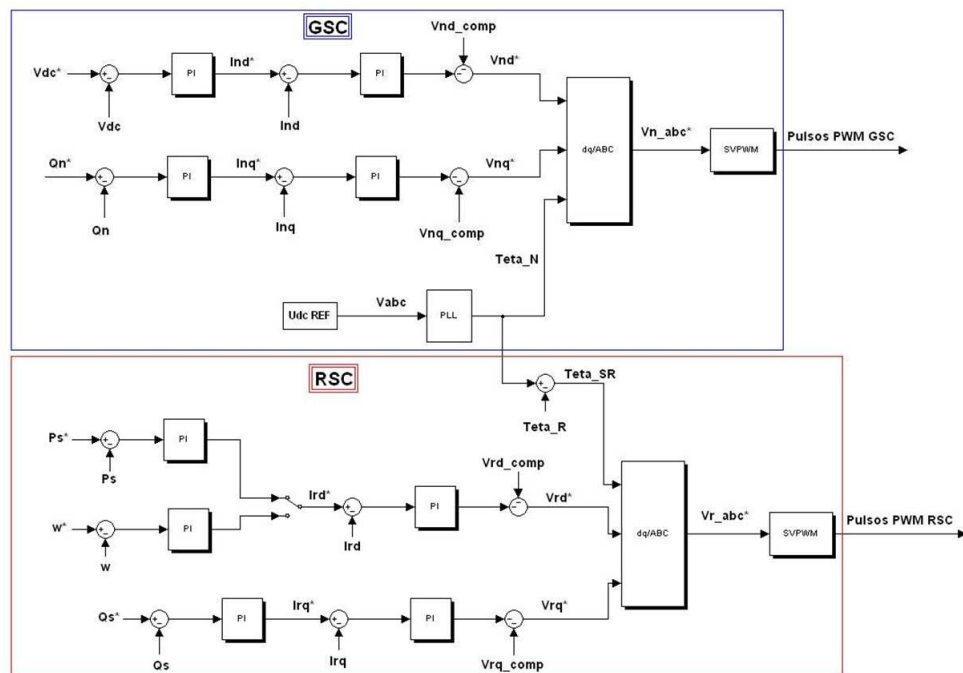 GSC
Vnd_comp
Vdc*
PI
Ind*
PI
Vnd*
Vdc
Ind
Vn_abc*
Pulsos PWM GSC
dq/ABC
SVPWM
Qn*
PI
Inq*
PI
Vnq*
Qn
Inq
Vnq_comp
Teta_N
Vabc
Udc REF
PLL
RSC
Teta_SR
Teta_R
Ps*
PI
Ps
Vrd_comp
Ird*
PI
Vrd*
w*
PI
Ird
w
Vr_abc*
Pulsos PWM RSC
dq/ABC
SVPWM
Qs*
PI
Irq*
PI
Vrq*
Qs
Irq
Vrq_comp